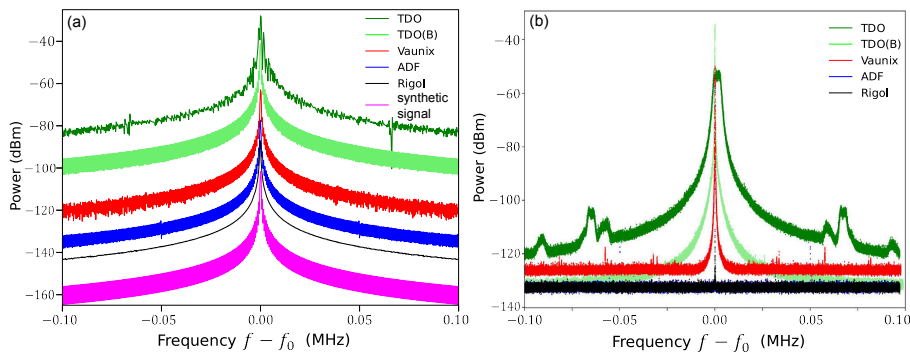 (a)
TDO
TDO(B)
Vaunix
ADF
Rigol
synthetic
signal
−40
−60
−80
−100
−120
−140
−160
Power (dBm)
−0.10
−0.05
0.00
0.05
0.10
Frequency f − f0 (MHz)
(b)
TDO
TDO(B)
Vaunix
ADF
Rigol
−40
−60
−80
−100
−120
−140
Power (dBm)
−0.10
−0.05
0.00
0.05
0.10
Frequency f − f0 (MHz)